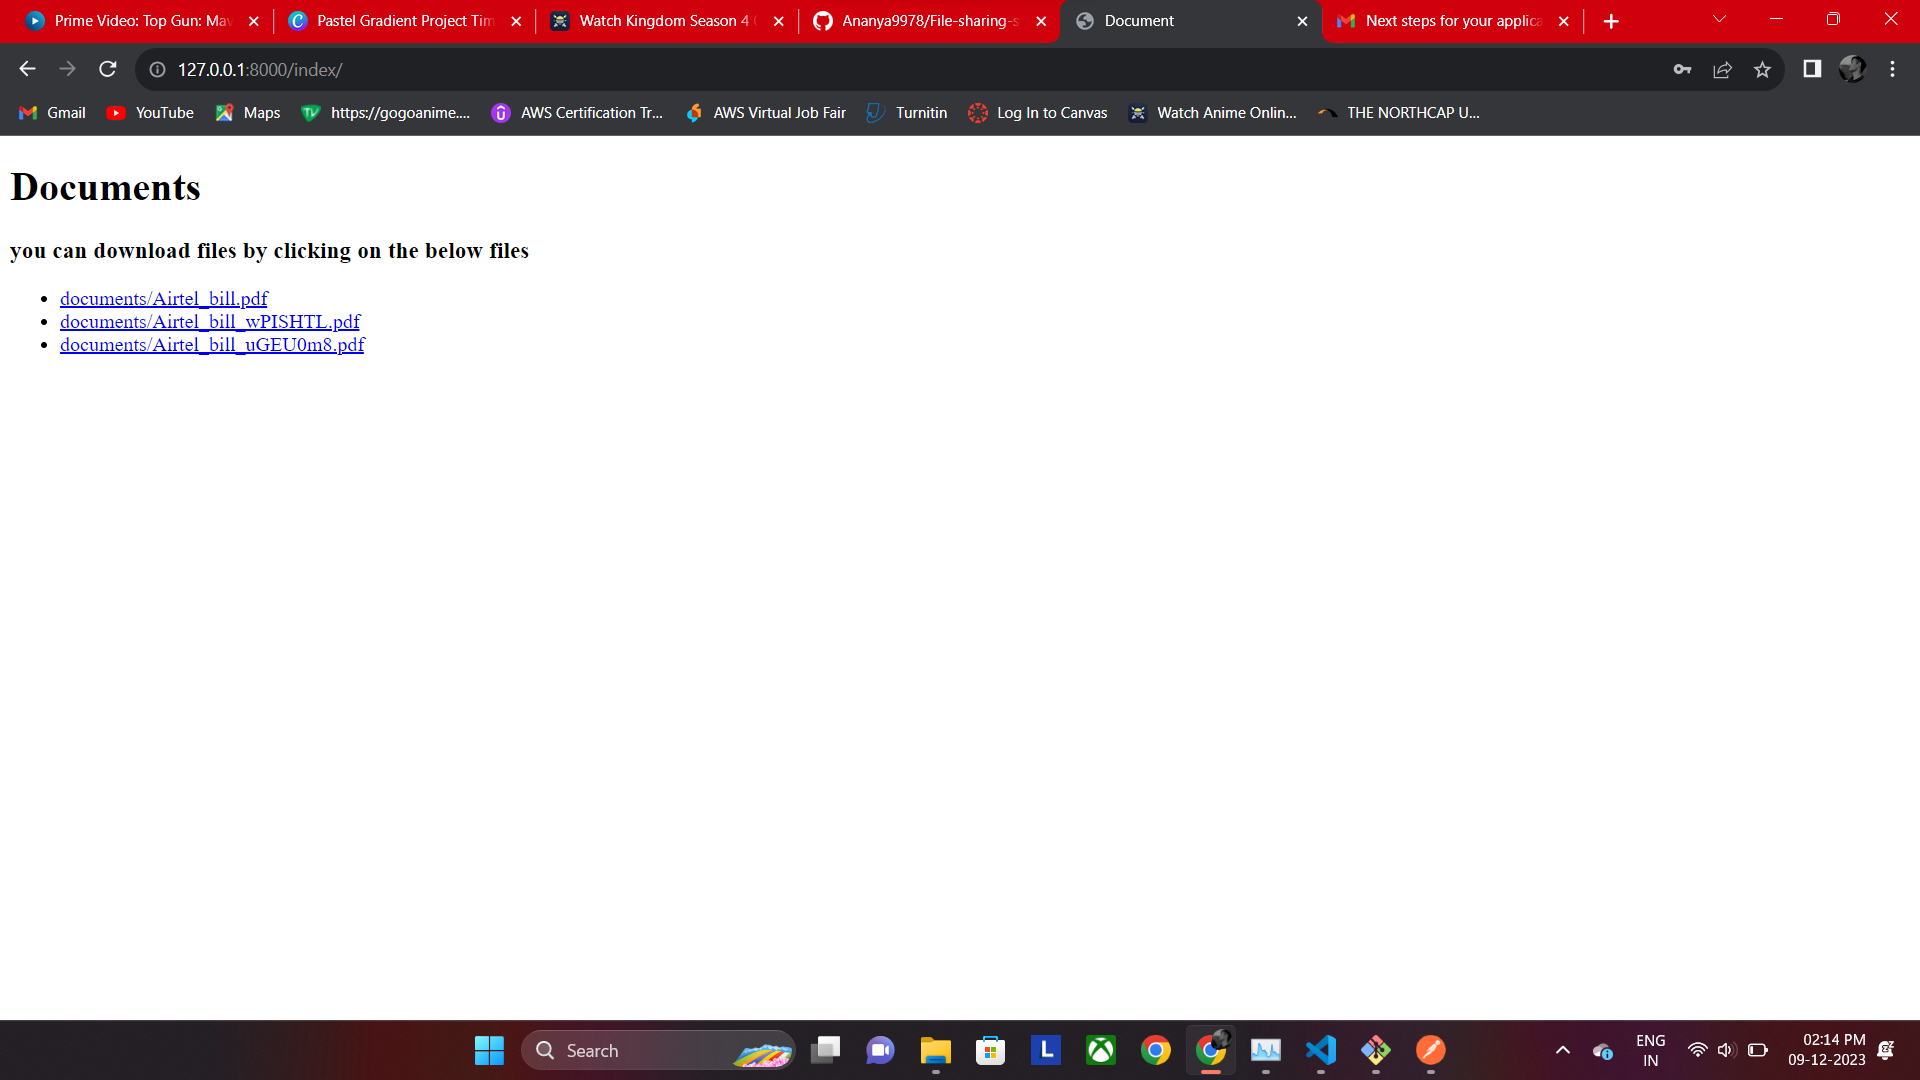 Prime Video: Top Gun: Mav
Pastel Gradient Project Tim
Watch Kingdom Season 4
Ananya9978/File-sharing-s
Document
Next steps for your applica
127.0.0.1:8000/index/
Gmail
YouTube
Maps
https://gogoanime....
AWS Certification Tr...
AWS Virtual Job Fair
Turnitin
Log In to Canvas
Watch Anime Onlin...
THE NORTHCAP U...
Documents
you can download files by clicking on the below files
documents/Airtel_bill.pdf
documents/Airtel_bill_wPISHTL.pdf
documents/Airtel_bill_uGEU0m8.pdf
Search
L
ENG
IN
02:14 PM
09-12-2023